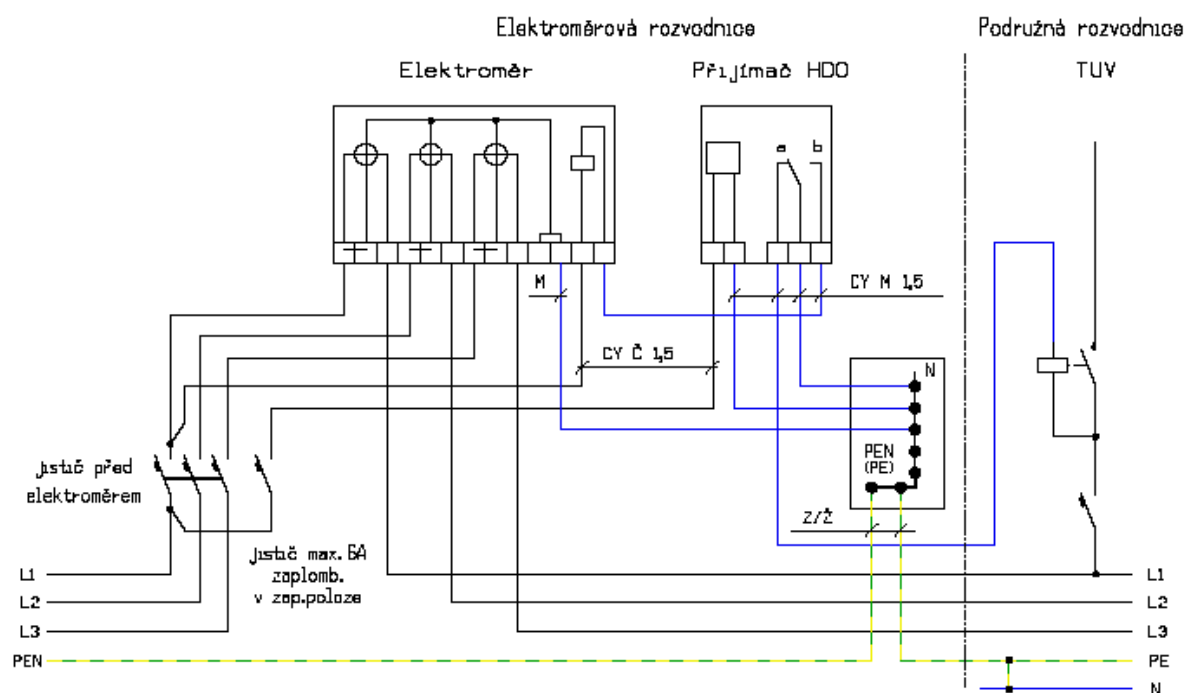 Elektroměrová rozvodnice
Podružná rozvodnice
Elektroměr
Přijímač HDO
TUV
a
b
M
CY M 1,5
CY Č 1,5
N
PEN
(PE)
jistič před
elektroměrem
Z/Ž
jistič max. 6A
zaplomb.
v zap.poloze
L1
L1
L2
L2
L3
L3
PEN
PE
N